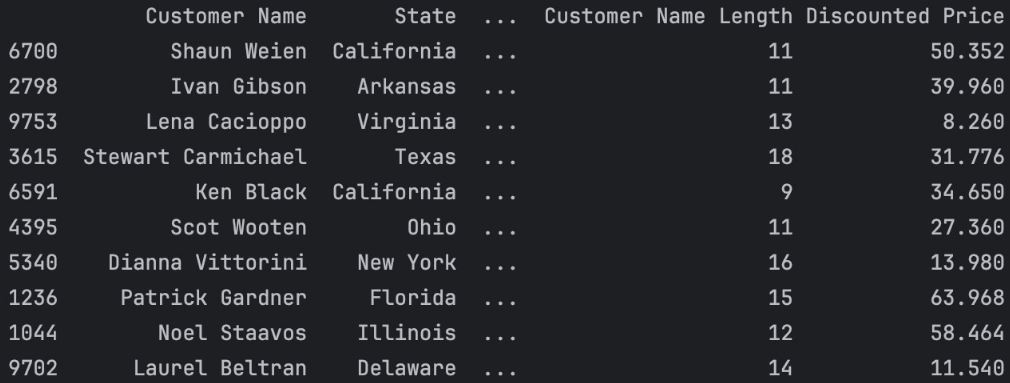 Customer Name State ... Customer Name Length Discounted Price
6700 Shaun Weien California ... 11 50.352
2798 Ivan Gibson Arkansas ... 11 39.960
9753 Lena Cacioppo Virginia ... 13 8.260
3615 Stewart Carmichael Texas ... 18 31.776
6591 Ken Black California ... 9 34.650
4395 Scot Wooten Ohio ... 11 27.360
5340 Dianna Vittorini New York ... 16 13.980
1236 Patrick Gardner Florida ... 15 63.968
1044 Noel Staavos Illinois ... 12 58.464
9702 Laurel Beltran Delaware ... 14 11.540